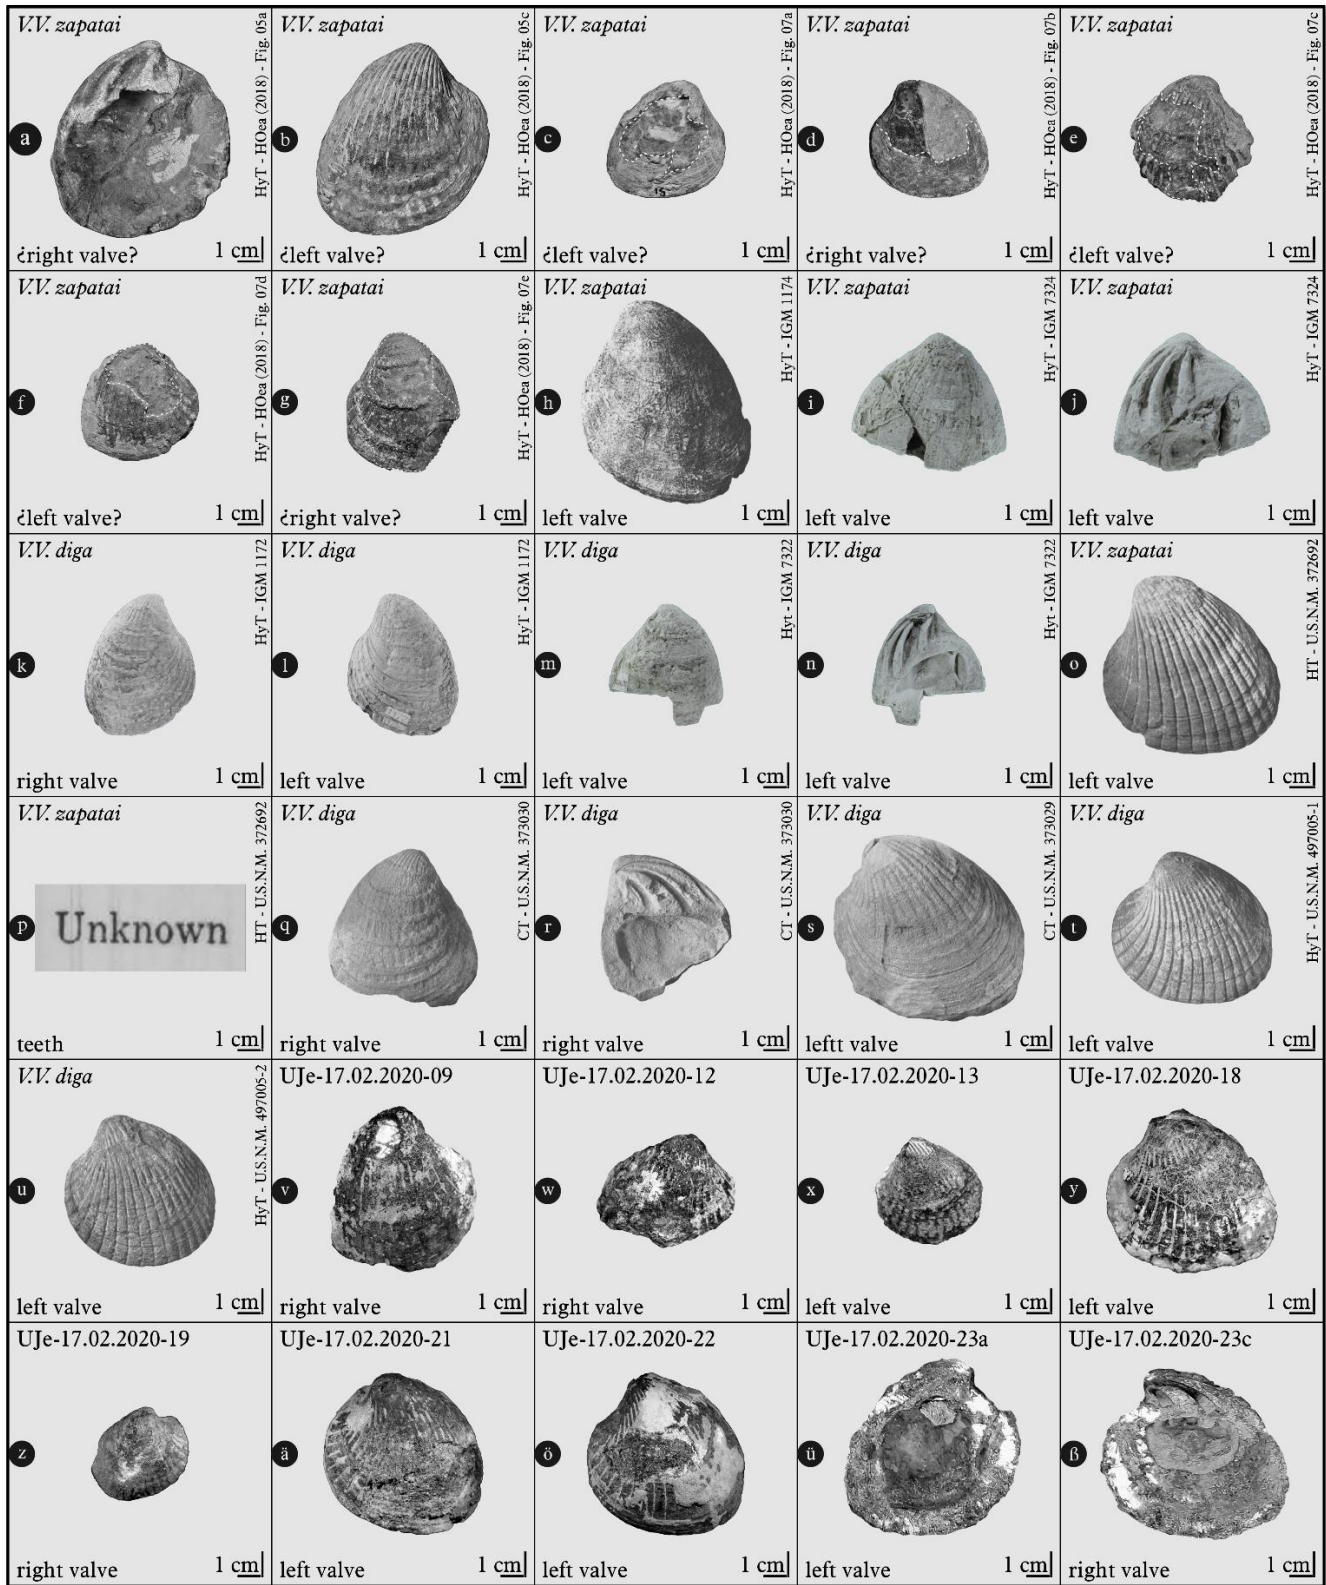 V.V. zapatai
HyT - HOea (2018) - Fig. 05a
a
¿right valve?
1 cm
V.V. zapatai
HyT - HOea (2018) - Fig. 05c
b
¿left valve?
1 cm
V.V. zapatai
HyT - HOea (2018) - Fig. 07a
c
15
¿left valve?
1 cm
V.V. zapatai
HyT - HOea (2018) - Fig. 07b
d
¿right valve?
1 cm
V.V. zapatai
HyT - HOea (2018) - Fig. 07c
e
¿left valve?
1 cm
V.V. zapatai
HyT - HOea (2018) - Fig. 07d
f
¿left valve?
1 cm
V.V. zapatai
HyT - HOea (2018) - Fig. 07e
g
¿right valve?
1 cm
V.V. zapatai
HyT - IGM 1174
h
left valve
1 cm
V.V. zapatai
HyT - IGM 7324
i
left valve
1 cm
V.V. zapatai
HyT - IGM 7324
j
left valve
1 cm
V.V. diga
HyT - IGM 1172
k
right valve
1 cm
V.V. diga
HyT - IGM 1172
l
left valve
1 cm
V.V. diga
Hyt - IGM 7322
m
left valve
1 cm
V.V. diga
Hyt - IGM 7322
n
left valve
1 cm
V.V. zapatai
HT - U.S.N.M. 372692
o
left valve
1 cm
V.V. zapatai
HT - U.S.N.M. 372692
p
Unknown
teeth
1 cm
V.V. diga
CT - U.S.N.M. 373030
q
right valve
1 cm
V.V. diga
CT - U.S.N.M. 373030
r
right valve
1 cm
V.V. diga
CT - U.S.N.M. 373029
s
leftt valve
1 cm
V.V. diga
HyT - U.S.N.M. 497005-1
t
left valve
1 cm
V.V. diga
HyT - U.S.N.M. 497005-2
u
left valve
1 cm
UJe-17.02.2020-09
v
right valve
1 cm
UJe-17.02.2020-12
w
right valve
1 cm
UJe-17.02.2020-13
x
left valve
1 cm
UJe-17.02.2020-18
y
left valve
1 cm
UJe-17.02.2020-19
z
right valve
1 cm
UJe-17.02.2020-21
ä
left valve
1 cm
UJe-17.02.2020-22
ö
left valve
1 cm
UJe-17.02.2020-23a
ü
left valve
1 cm
UJe-17.02.2020-23c
ß
right valve
1 cm